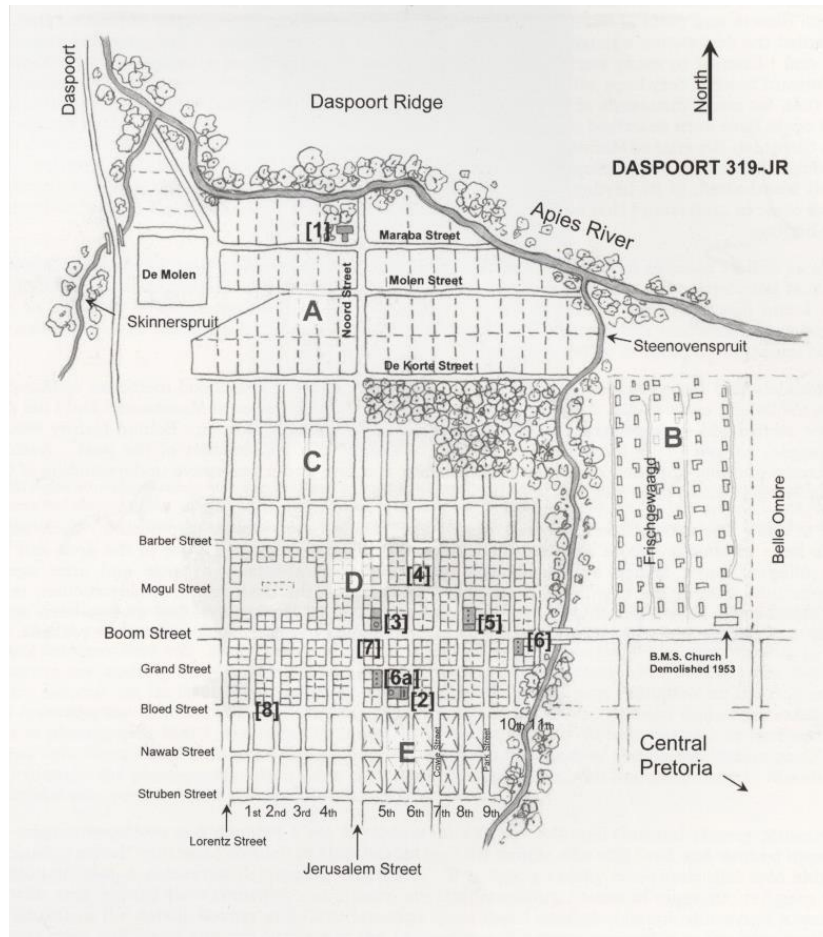 Daspoort
Daspoort Ridge
North
DASPOORT 319-JR
Apies River
[1]
Maraba Street
De Molen
Molen Street
Noord Street
Skinnerspruit
A
Steenovenspruit
De Korte Street
B
Frischgewaagd
Belle Ombre
C
Barber Street
[4]
Mogul Street
D
[3]
[5]
Boom Street
[7]
[6]
B.M.S. Church
Demolished 1953
Grand Street
[6a]
[2]
Bloed Street
[8]
10th 11th
Nawab Street
E
Cowie Street
Park Street
Central
Pretoria
Struben Street
1st 2nd 3rd 4th 5th 6th 7th 8th 9th
Lorentz Street
Jerusalem Street